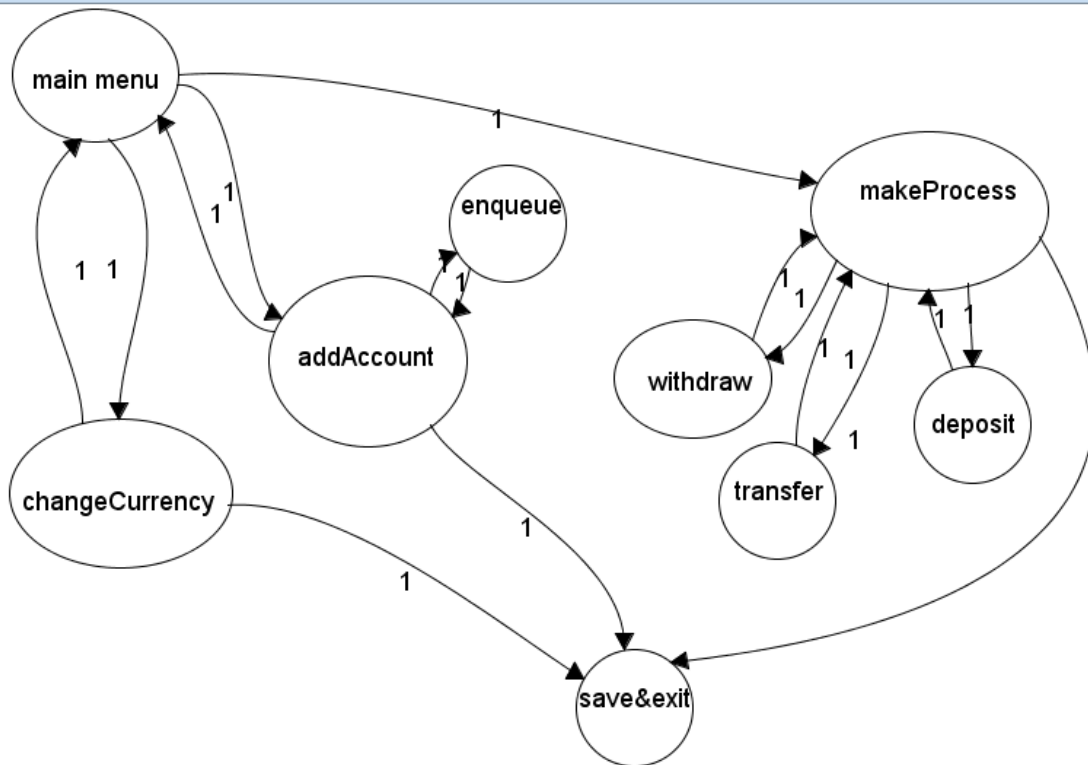 main menu
1
makeProcess
enqueue
1
1
1
1
1
1
1
1
1
1
1
1
addAccount
withdraw
1
deposit
1
transfer
changeCurrency
1
1
save&exit